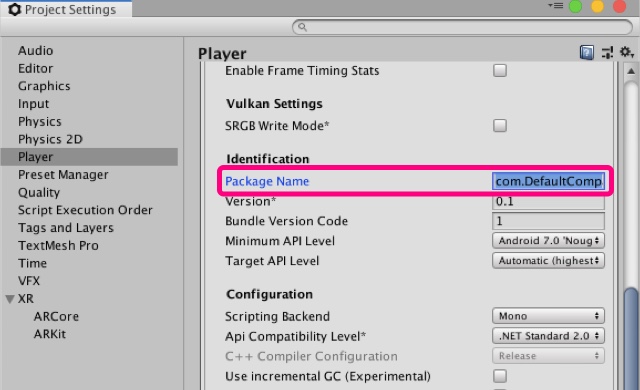 Project Settings
Audio
Editor
Graphics
Input
Physics
Physics 2D
Player
Preset Manager
Quality
Script Execution Order
Tags and Layers
TextMesh Pro
Time
VFX
XR
ARCore
ARKit
Player
Enable Frame Timing Stats
Vulkan Settings
SRGB Write Mode*
Identification
Package Name com.DefaultComp
Version* 0.1
Bundle Version Code 1
Minimum API Level Android 7.0 'Noug
Target API Level Automatic (highest
Configuration
Scripting Backend Mono
Api Compatibility Level* .NET Standard 2.0
C++ Compiler Configuration Release
Use incremental GC (Experimental)